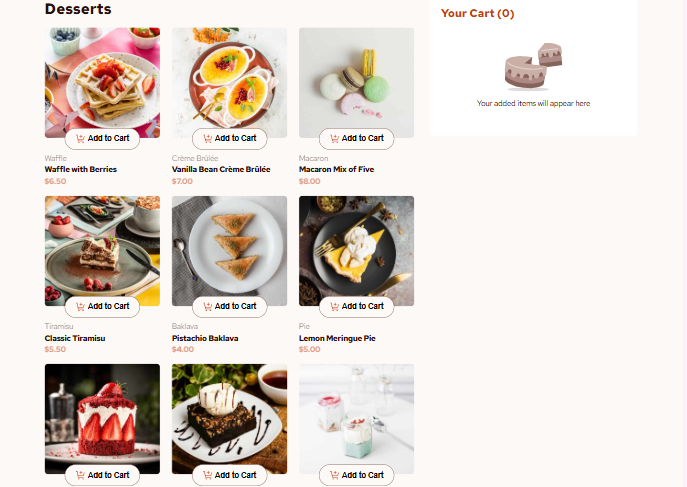 Desserts
Your Cart (0)
Your added items will appear here
Add to Cart
Add to Cart
Add to Cart
Waffle
Crème Brûlée
Macaron
Waffle with Berries
Vanilla Bean Crème Brûlée
Macaron Mix of Five
$6.50
$7.00
$8.00
Add to Cart
Add to Cart
Add to Cart
Tiramisu
Baklava
Pie
Classic Tiramisu
Pistachio Baklava
Lemon Meringue Pie
$5.50
$4.00
$5.00
Add to Cart
Add to Cart
Add to Cart